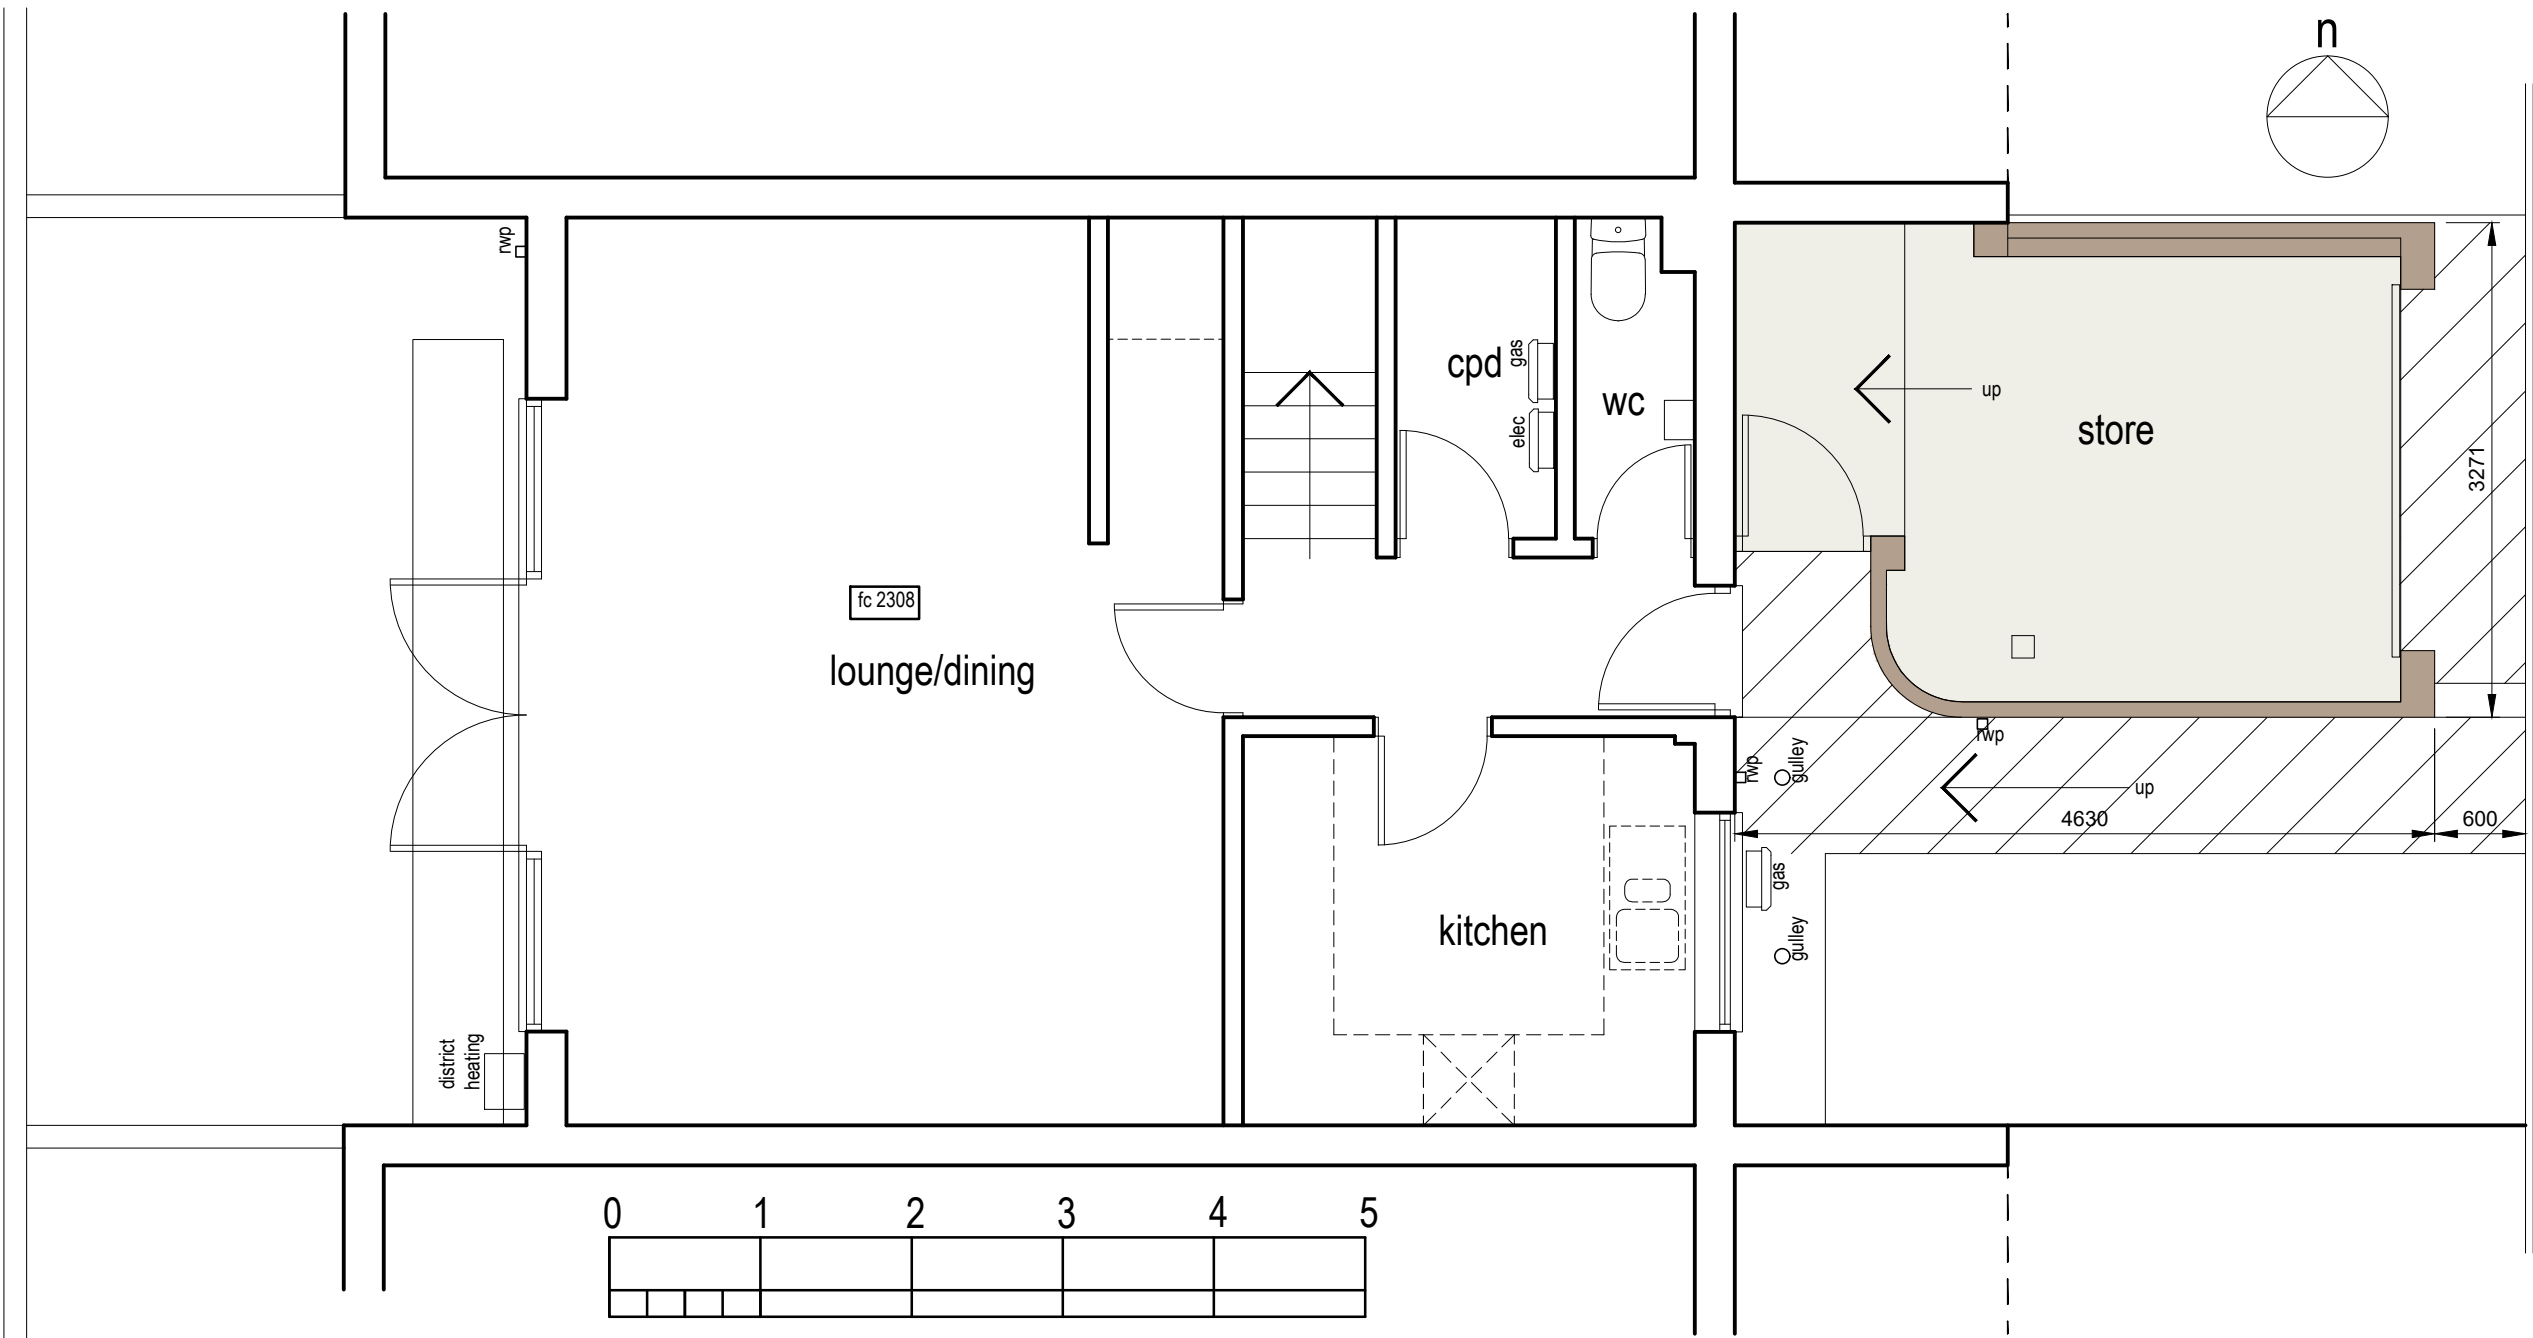 n
rwp
cpd
gas
elec
wc
up
store
3271
fc 2308
lounge/dining
rwp
rwp
gulley
up
4630
600
gas
kitchen
gulley
district
heating
0 1 2 3 4 5